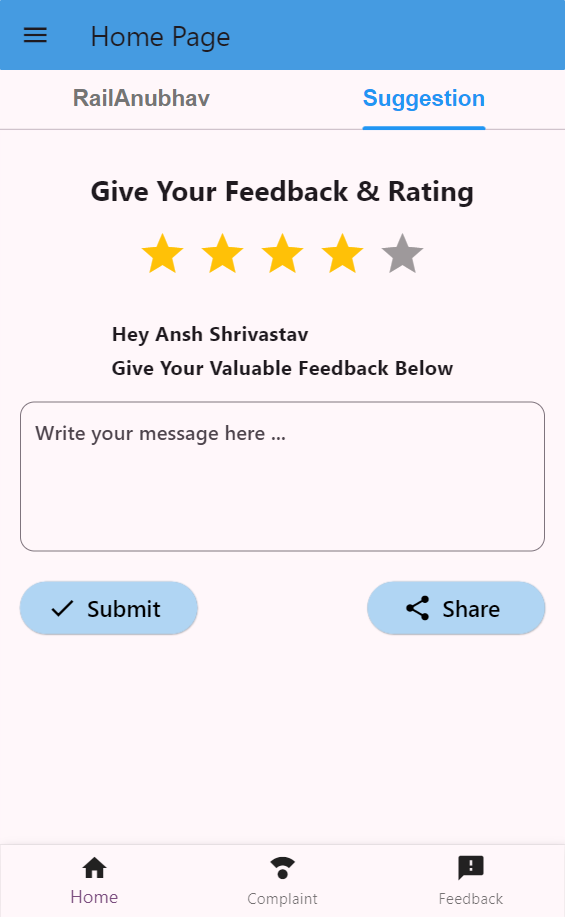 Home Page
RailAnubhav Suggestion
Give Your Feedback & Rating
Hey Ansh Shrivastav
Give Your Valuable Feedback Below
Write your message here ...
Submit Share
Home Complaint Feedback